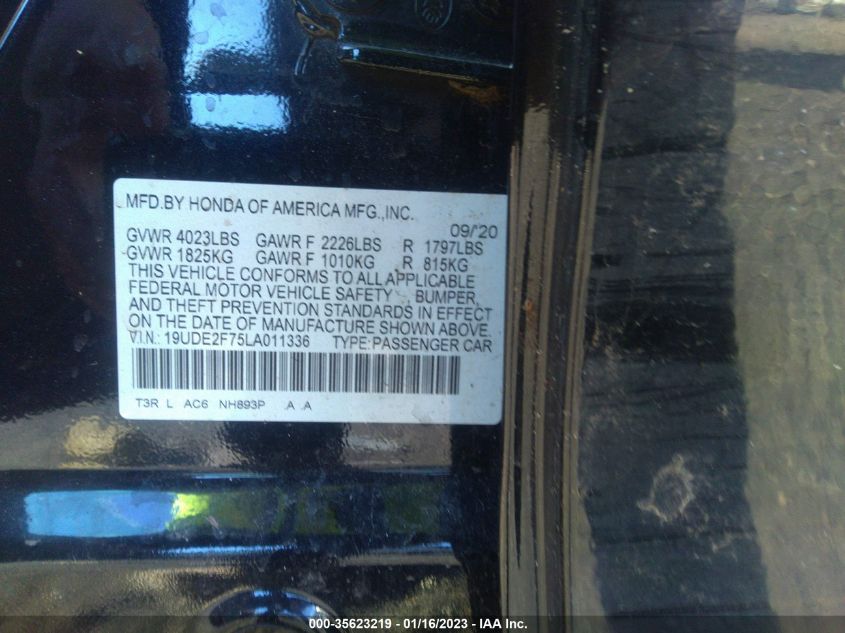 MFD.BY HONDA OF AMERICA MFG.,INC.
09/'20
GVWR 4023LBS GAWR F 2226LBS R 1797LBS
GVWR 1825KG GAWR F 1010KG R 815KG
THIS VEHICLE CONFORMS TO ALL APPLICABLE
FEDERAL MOTOR VEHICLE SAFETY , BUMPER,
AND THEFT PREVENTION STANDARDS IN EFFECT
ON THE DATE OF MANUFACTURE SHOWN ABOVE.
V.I.N.: 19UDE2F75LA011336 TYPE:PASSENGER CAR
T3R L AC6 NH893P A A
000-35623219 - 01/16/2023 - IAA Inc.